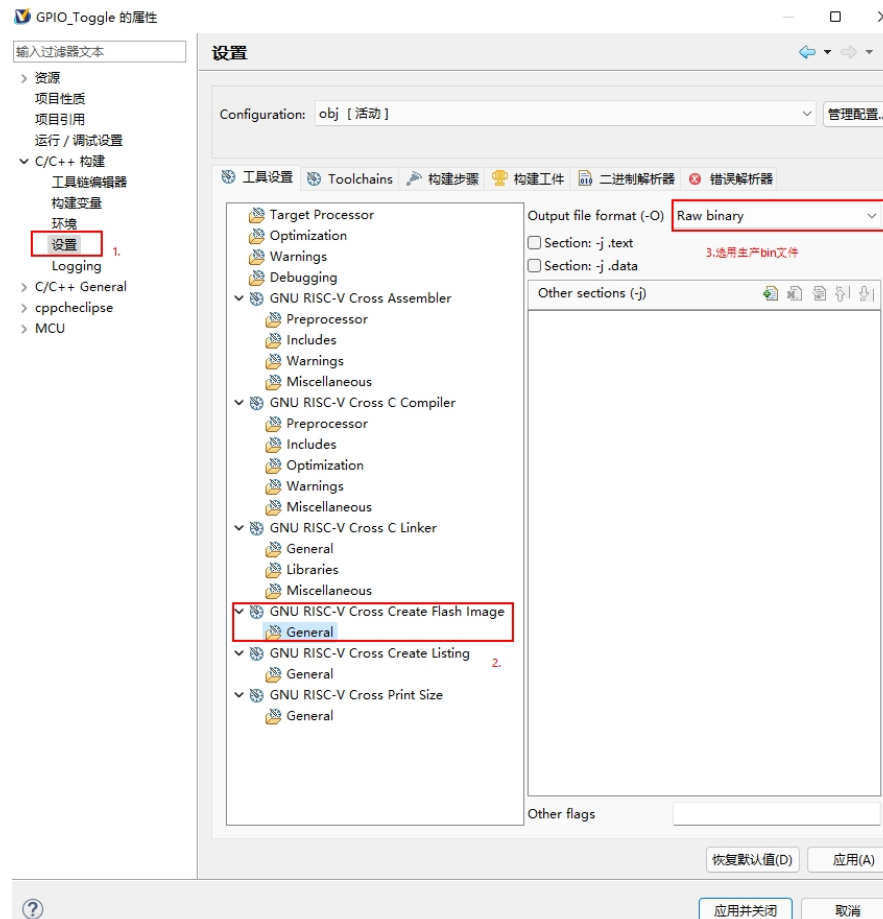 GPIO_Toggle 的属性
输入过滤器文本
资源
项目性质
项目引用
运行 / 调试设置
C/C++ 构建
工具链编辑器
构建变量
环境
设置
1.
Logging
C/C++ General
cppcheclipse
MCU
设置
Configuration: obj [ 活动 ]
管理配置...
工具设置 Toolchains 构建步骤 构建工件 二进制解析器 错误解析器
Target Processor
Optimization
Warnings
Debugging
GNU RISC-V Cross Assembler
Preprocessor
Includes
Warnings
Miscellaneous
GNU RISC-V Cross C Compiler
Preprocessor
Includes
Optimization
Warnings
Miscellaneous
GNU RISC-V Cross C Linker
General
Libraries
Miscellaneous
GNU RISC-V Cross Create Flash Image
General
2.
GNU RISC-V Cross Create Listing
General
GNU RISC-V Cross Print Size
General
Output file format (-O) Raw binary
Section: -j .text
3.选用生产bin文件
Section: -j .data
Other sections (-j)
Other flags
恢复默认值(D) 应用(A)
应用并关闭 取消